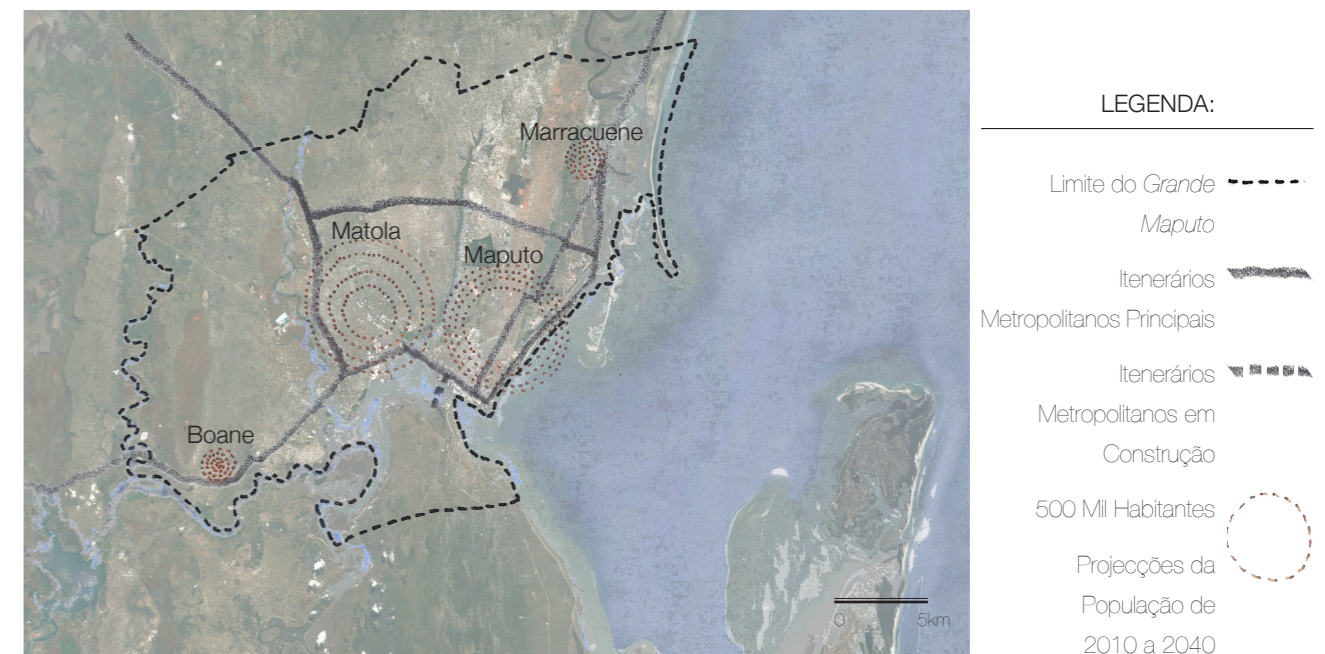 Marracuene
Matola
Maputo
Boane
0 5km
LEGENDA:
Limite do Grande
Maputo
Itenerários
Metropolitanos Principais
Itenerários
Metropolitanos em
Construção
500 Mil Habitantes
Projecções da
População de
2010 a 2040